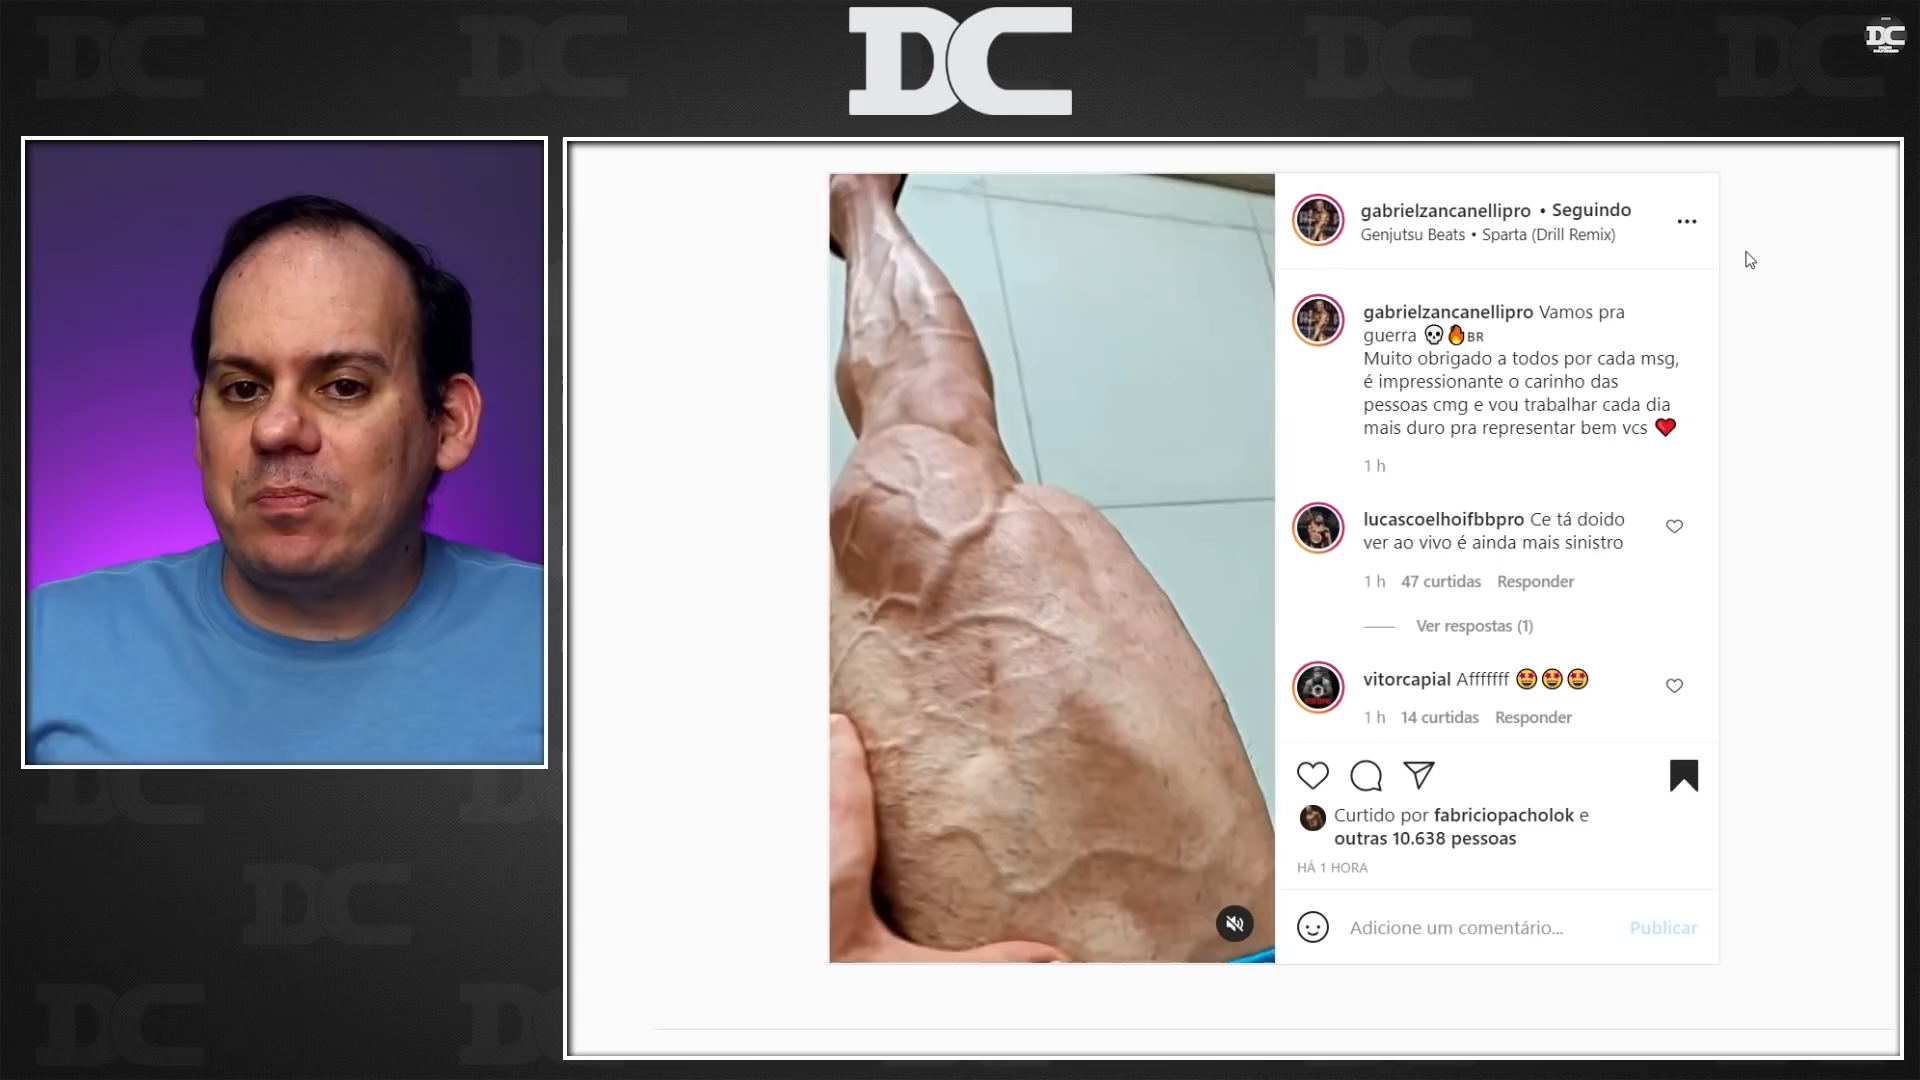 DC
DC
gabrielzancanellipro • Seguindo
Genjutsu Beats • Sparta (Drill Remix)
gabrielzancanellipro Vamos pra
guerra 💀🔥BR
Muito obrigado a todos por cada msg,
é impressionante o carinho das
pessoas cmg e vou trabalhar cada dia
mais duro pra representar bem vcs ❤️
1 h
lucascoelhoifbbpro Ce tá doido
ver ao vivo é ainda mais sinistro
1 h 47 curtidas Responder
Ver respostas (1)
vitorcapial Afffffff 🤩🤩🤩
1 h 14 curtidas Responder
Curtido por fabriciopacholok e
outras 10.638 pessoas
HÁ 1 HORA
Adicione um comentário... Publicar